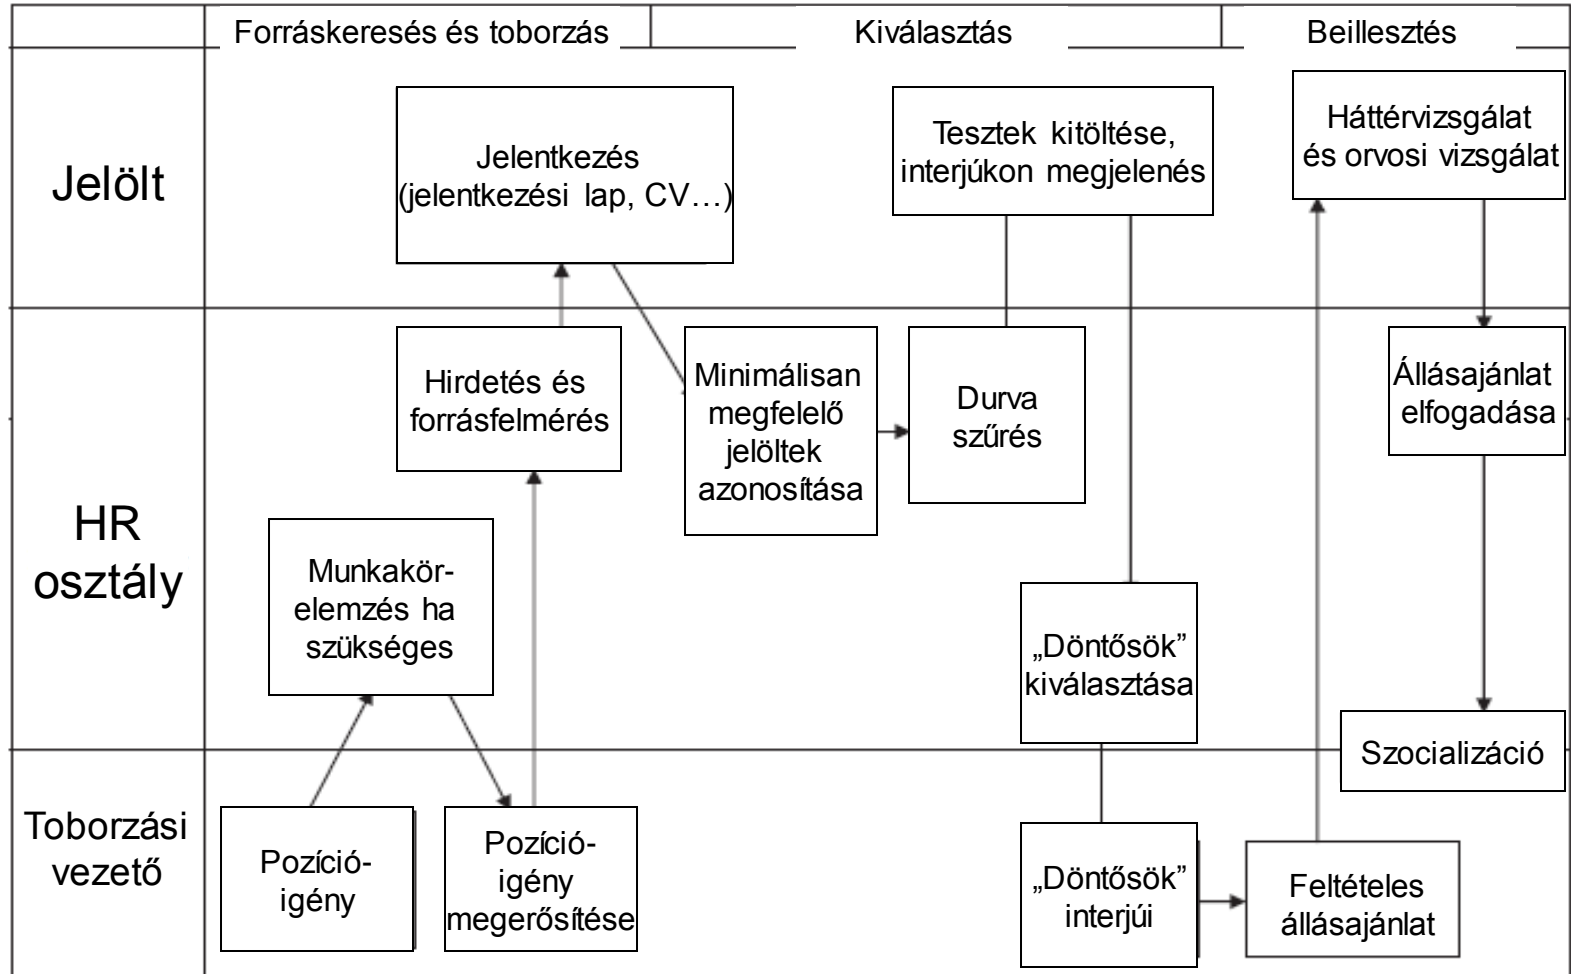 Forráskeresés és toborzás
Kiválasztás
Beillesztés
Jelölt
Jelentkezés
(jelentkezési lap, CV…)
Tesztek kitöltése,
interjúkon megjelenés
Háttérvizsgálat
és orvosi vizsgálat
HR
osztály
Hirdetés és
forrásfelmérés
Minimálisan
megfelelő
jelöltek
azonosítása
Durva
szűrés
Állásajánlat
elfogadása
Munkakör-
elemzés ha
szükséges
„Döntősök”
kiválasztása
Szocializáció
Toborzási
vezető
Pozíció-
igény
Pozíció-
igény
megerősítése
„Döntősök”
interjúi
Feltételes
állásajánlat